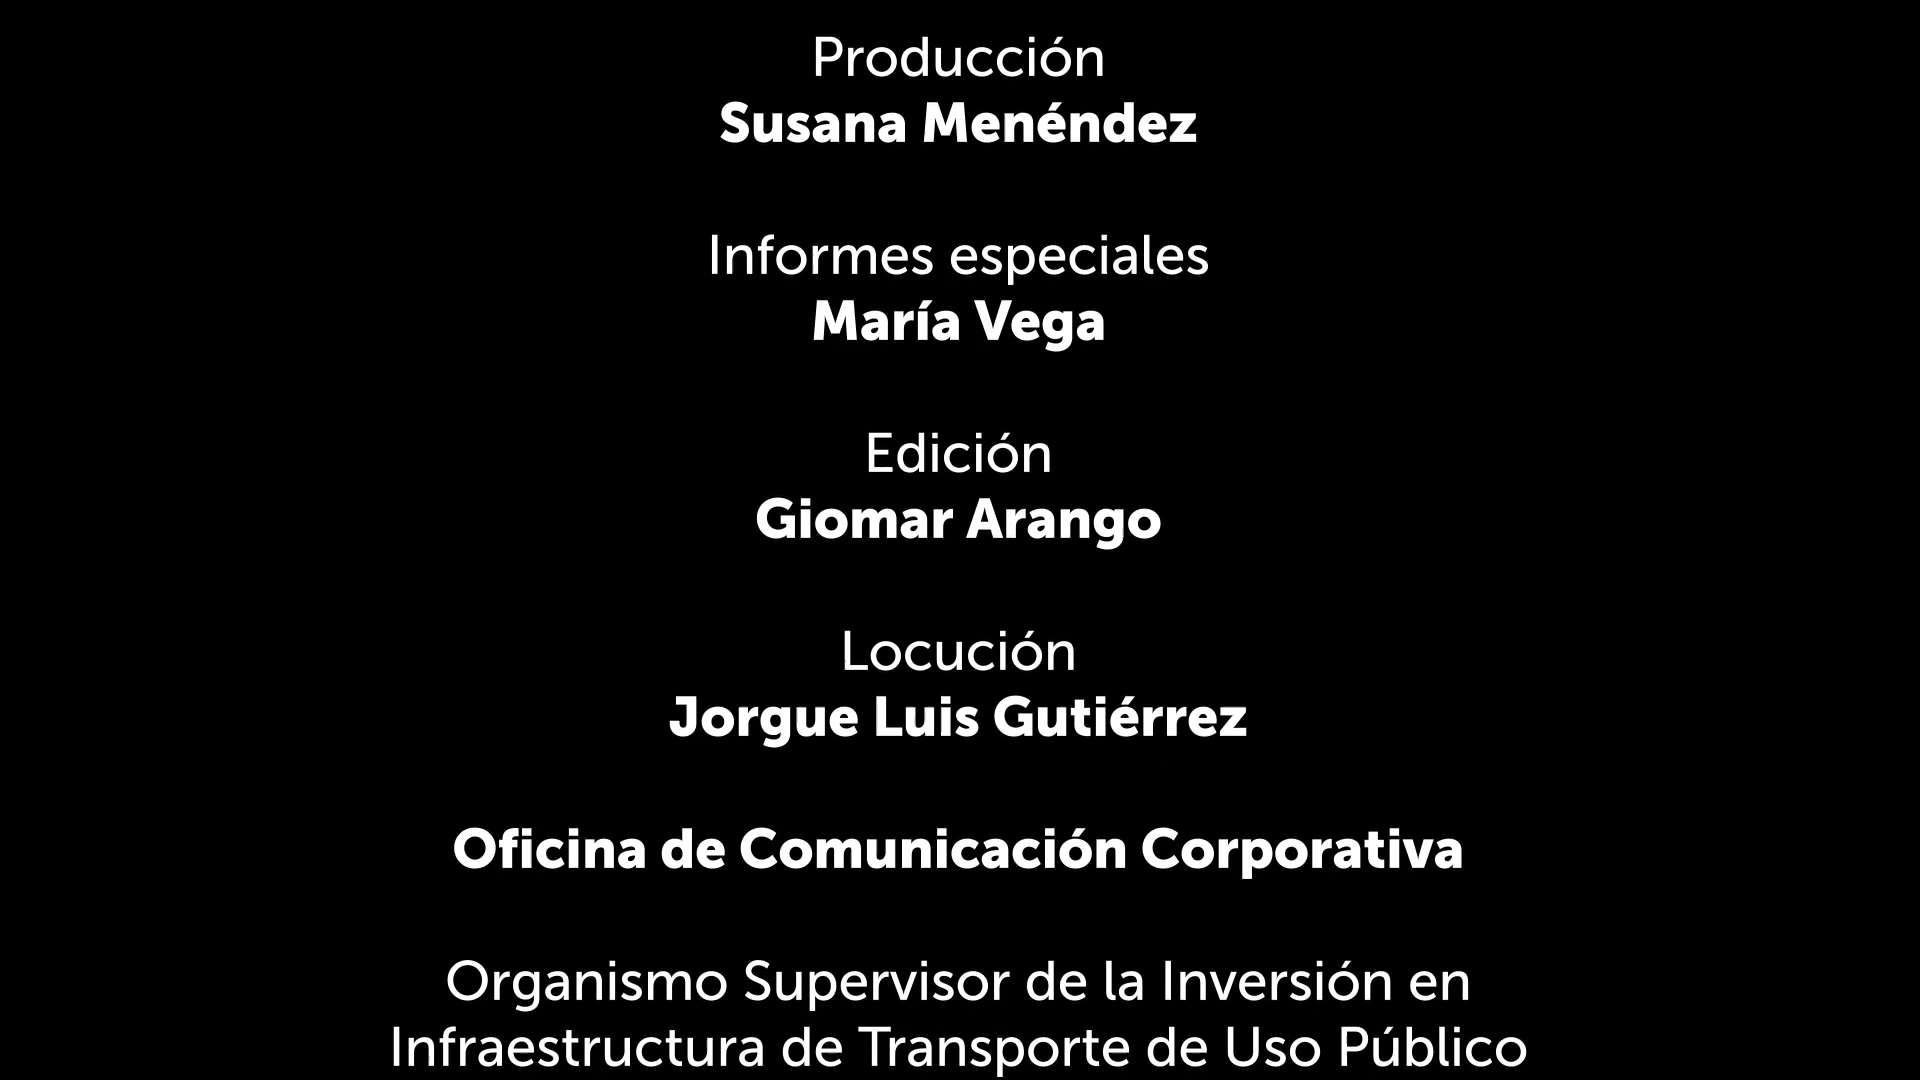 Producción
Susana Menéndez
Informes especiales
María Vega
Edición
Giomar Arango
Locución
Jorgue Luis Gutiérrez
Oficina de Comunicación Corporativa
Organismo Supervisor de la Inversión en
Infraestructura de Transporte de Uso Público